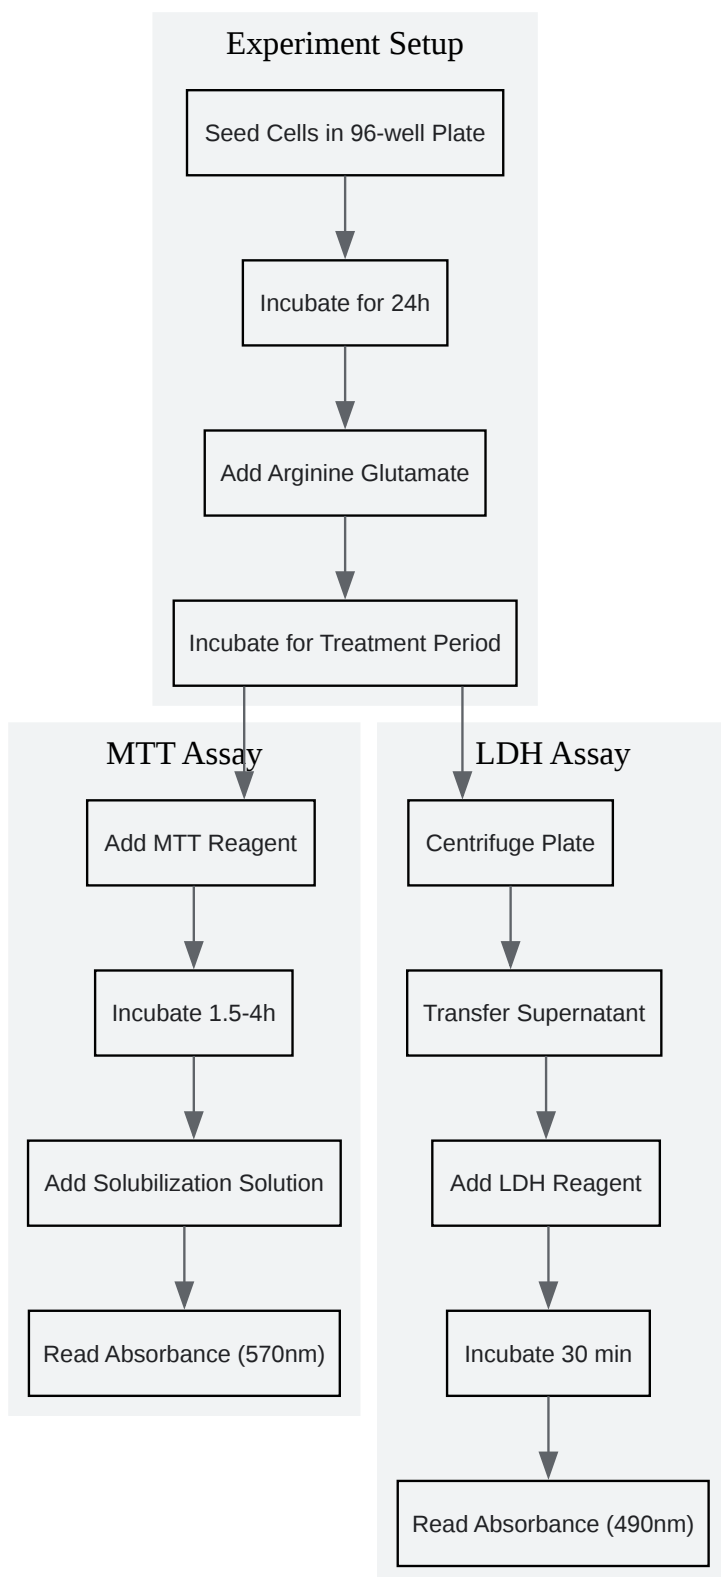 Experiment Setup
Seed Cells in 96-well Plate
Incubate for 24h
Add Arginine Glutamate
Incubate for Treatment Period
MTT Assay
Add MTT Reagent
Incubate 1.5-4h
Add Solubilization Solution
Read Absorbance (570nm)
LDH Assay
Centrifuge Plate
Transfer Supernatant
Add LDH Reagent
Incubate 30 min
Read Absorbance (490nm)